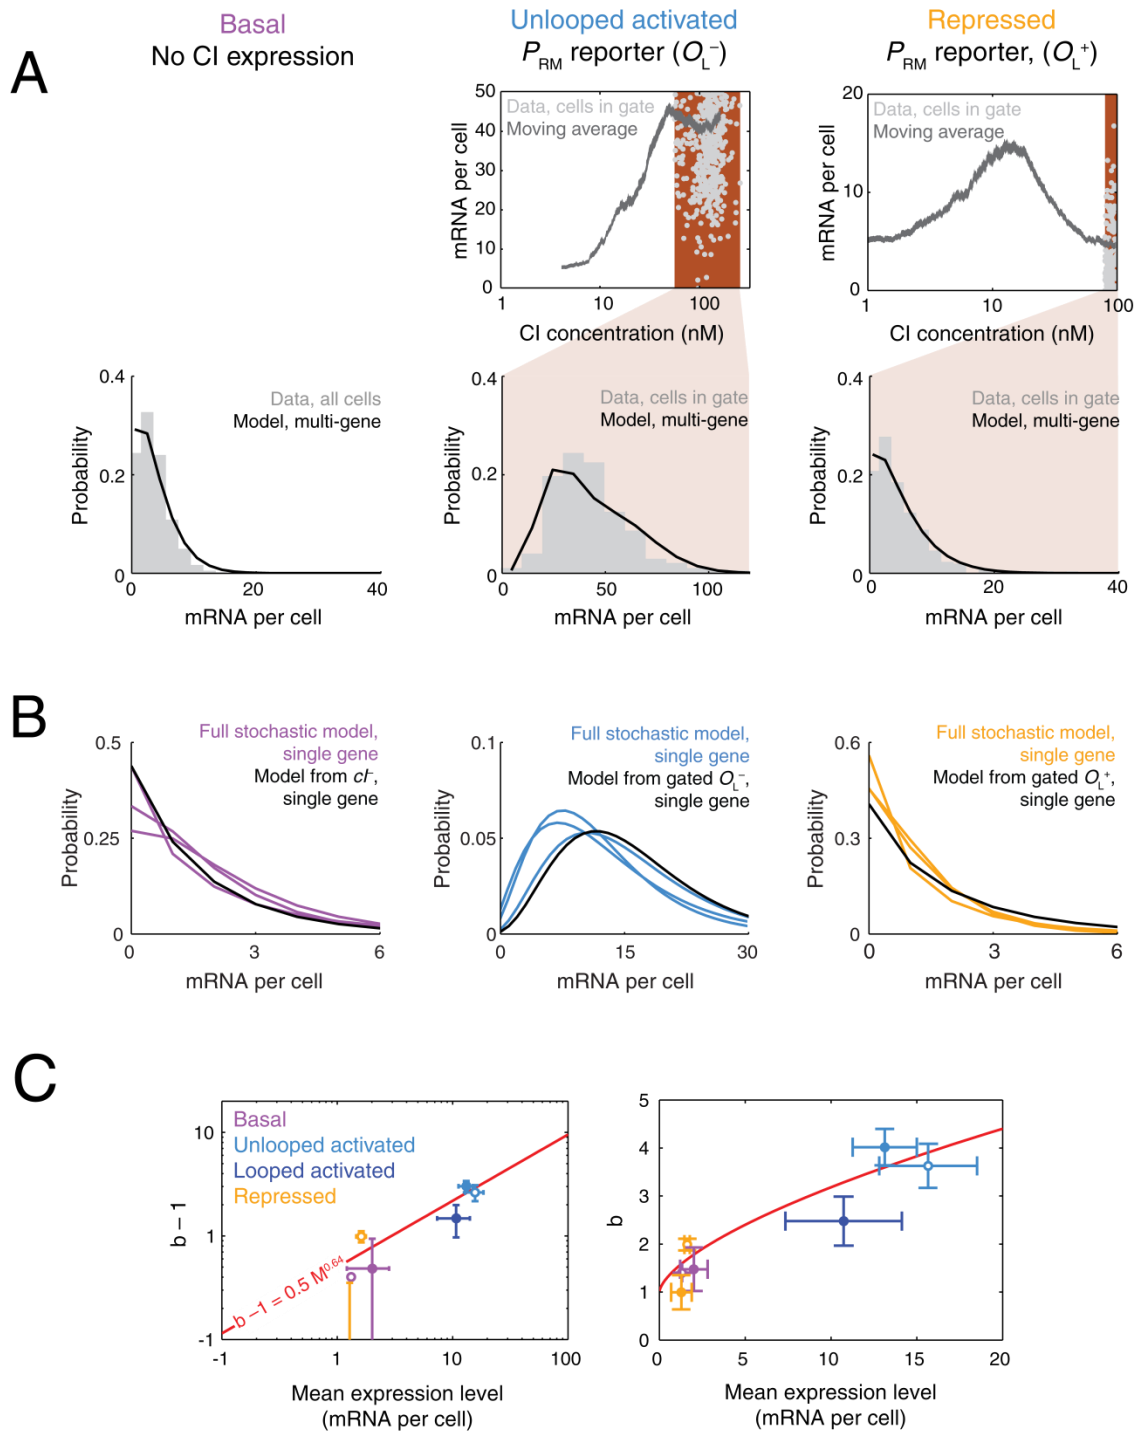 A
Basal
No CI expression
Unlooped activated
PRM reporter (OL−)
Repressed
PRM reporter, (OL+)
Data, cells in gate
Moving average
mRNA per cell
50
40
30
20
10
0
1
10
100
CI concentration (nM)
Data, cells in gate
Moving average
mRNA per cell
20
10
0
1
10
100
CI concentration (nM)
Data, all cells
Model, multi-gene
Probability
0.4
0.2
0
0
20
40
mRNA per cell
Data, cells in gate
Model, multi-gene
Probability
0.4
0.2
0
0
50
100
mRNA per cell
Data, cells in gate
Model, multi-gene
Probability
0.4
0.2
0
0
20
40
mRNA per cell
B
Full stochastic model,
single gene
Model from cI−,
single gene
Probability
0.5
0.25
0
0
3
6
mRNA per cell
Full stochastic model,
single gene
Model from gated OL−,
single gene
Probability
0.1
0.05
0
0
15
30
mRNA per cell
Full stochastic model,
single gene
Model from gated OL+,
single gene
Probability
0.6
0.3
0
0
3
6
mRNA per cell
C
Basal
Unlooped activated
Looped activated
Repressed
b − 1 = 0.5 M0.64
b − 1
10
1
-1
-1
1
10
100
Mean expression level
(mRNA per cell)
b
5
4
3
2
1
0
0
5
10
15
20
Mean expression level
(mRNA per cell)